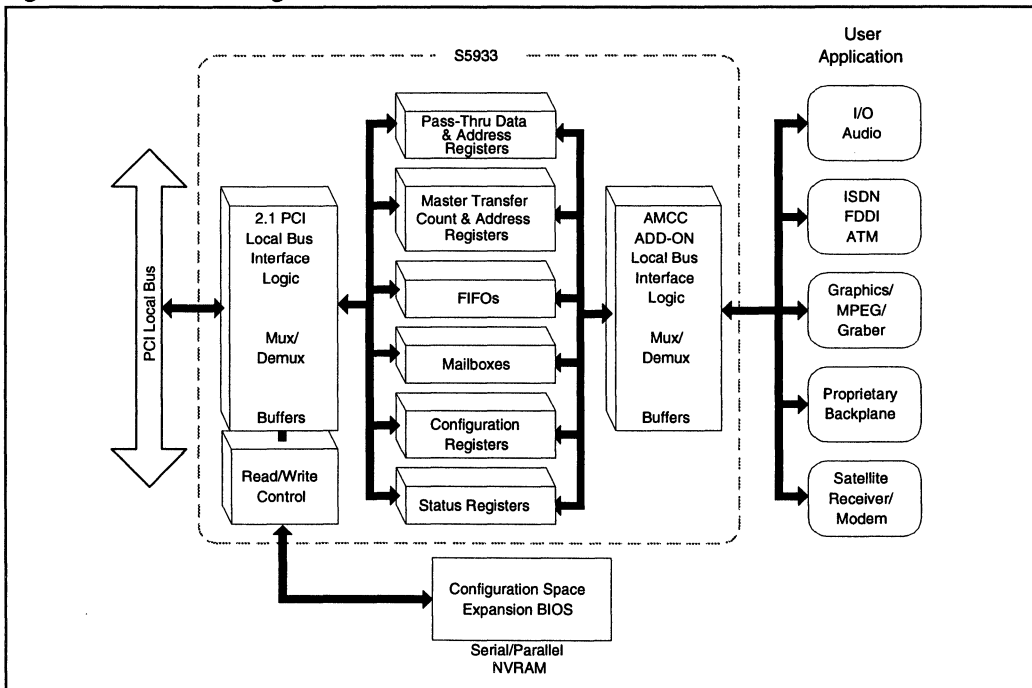 S5933
User
Application
PCI Local Bus
2.1 PCI
Local Bus
Interface
Logic
Mux/
Demux
Buffers
Read/Write
Control
Pass-Thru Data
& Address
Registers
Master Transfer
Count & Address
Registers
FIFOs
Mailboxes
Configuration
Registers
Status Registers
AMCC
ADD-ON
Local Bus
Interface
Logic
Mux/
Demux
Buffers
I/O
Audio
ISDN
FDDI
ATM
Graphics/
MPEG/
Graber
Proprietary
Backplane
Satellite
Receiver/
Modem
Configuration Space
Expansion BIOS
Serial/Parallel
NVRAM